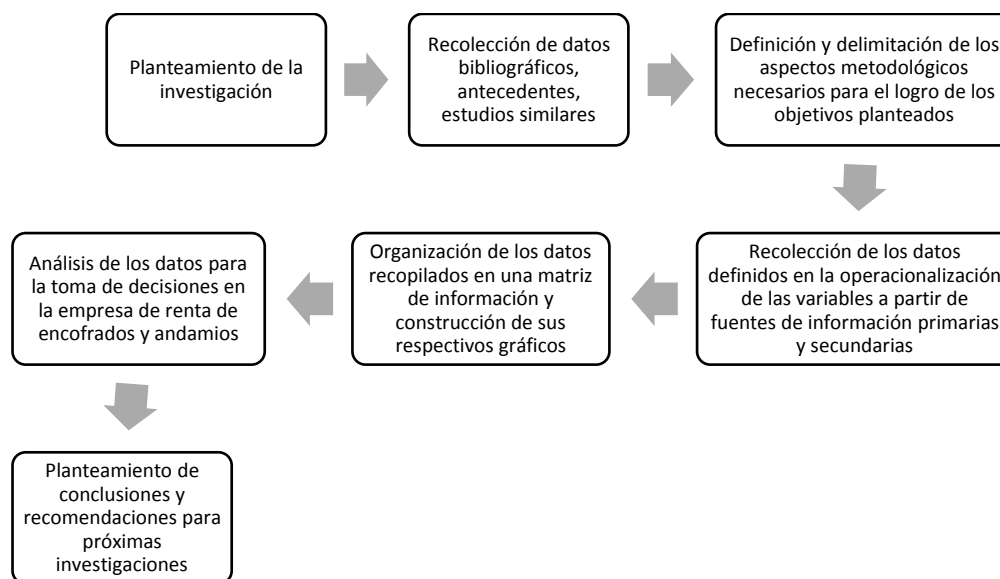 Planteamiento de la
investigación
Recolección de datos
bibliográficos,
antecedentes,
estudios similares
Definición y delimitación de los
aspectos metodológicos
necesarios para el logro de los
objetivos planteados
Recolección de los datos
definidos en la operacionalización
de las variables a partir de
fuentes de información primarias
y secundarias
Organización de los datos
recopilados en una matriz
de información y
construcción de sus
respectivos gráficos
Análisis de los datos para
la toma de decisiones en
la empresa de renta de
encofrados y andamios
Planteamiento de
conclusiones y
recomendaciones para
próximas
investigaciones